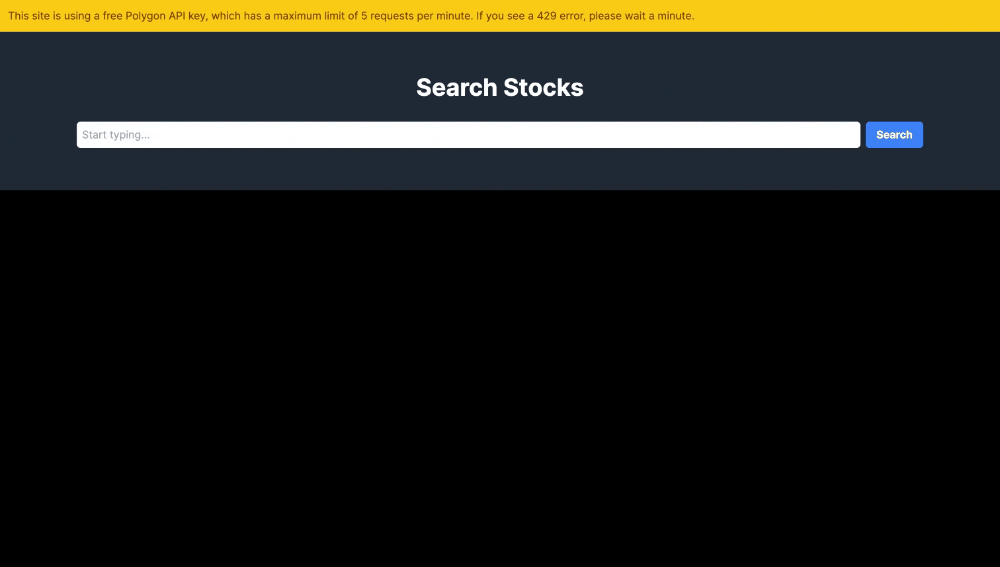 This site is using a free Polygon API key, which has a maximum limit of 5 requests per minute. If you see a 429 error, please wait a minute.
Search Stocks
Start typing...
Search